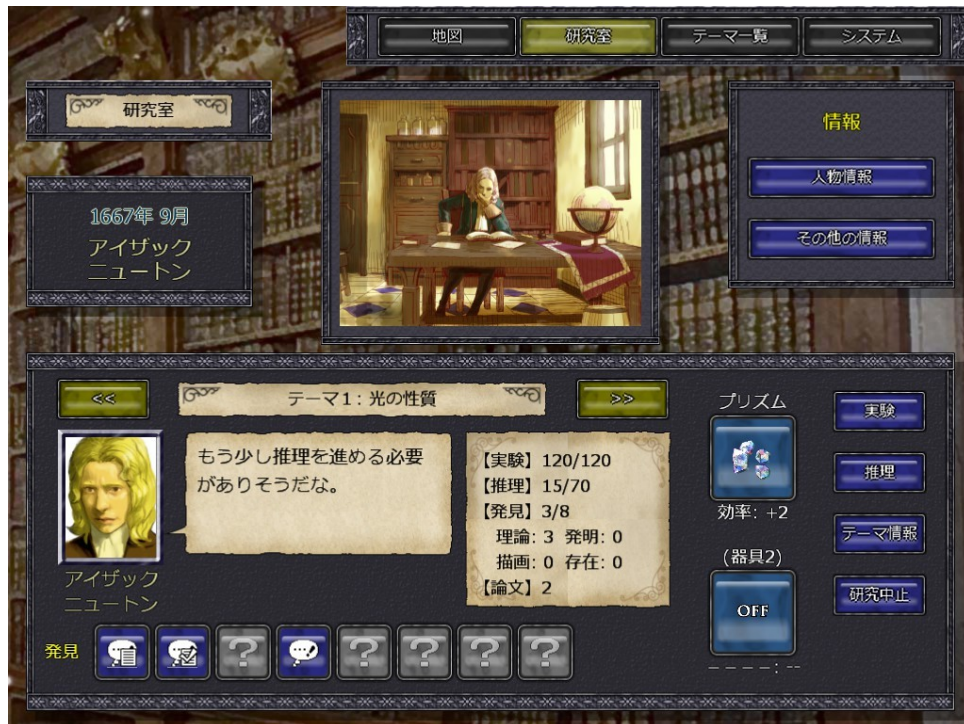 地図
研究室
テーマ一覧
システム
研究室
1667年 9月
アイザック
ニュートン
情報
人物情報
その他の情報
<<
テーマ1：光の性質
>>
もう少し推理を進める必要
がありそうだな。
アイザック
ニュートン
【実験】120/120
【推理】15/70
【発見】3/8
理論: 3 発明: 0
描画: 0 存在: 0
【論文】2
プリズム
効率: +2
(器具2)
OFF
----:--
実験
推理
テーマ情報
研究中止
発見
? ? ? ? ?